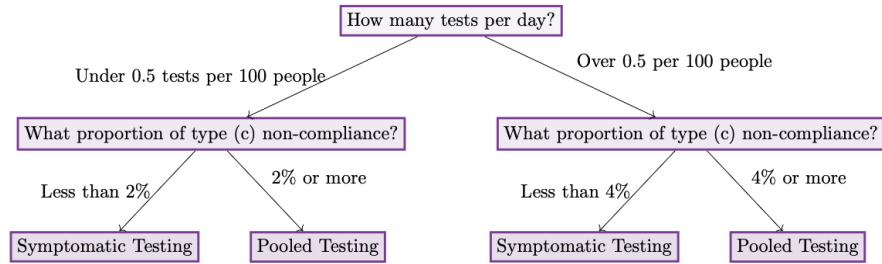 How many tests per day?
Under 0.5 tests per 100 people
Over 0.5 per 100 people
What proportion of type (c) non-compliance?
What proportion of type (c) non-compliance?
Less than 2%
2% or more
Less than 4%
4% or more
Symptomatic Testing
Pooled Testing
Symptomatic Testing
Pooled Testing